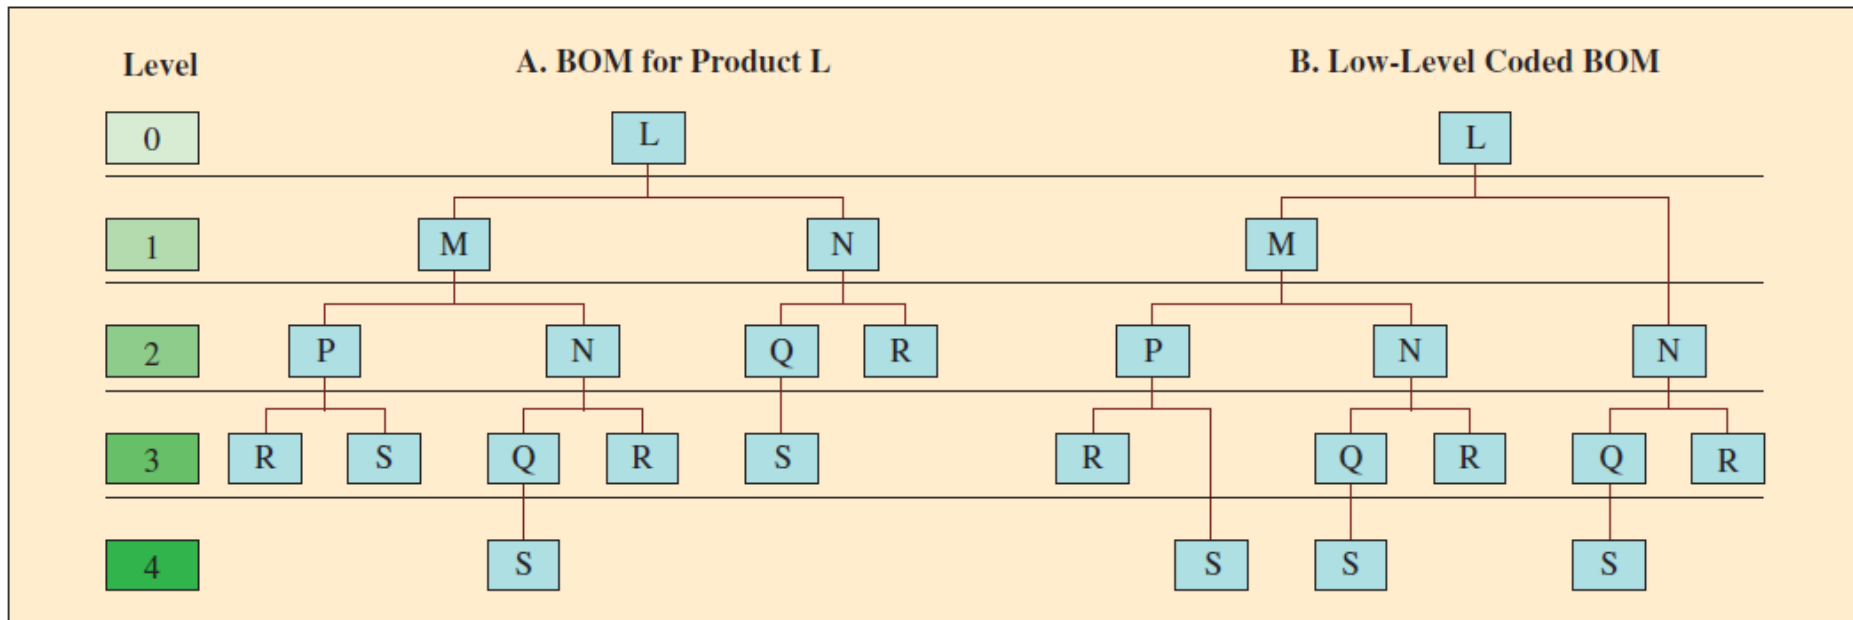 Level A. BOM for Product L B. Low-Level Coded BOM
0 L L
1 M N M
2 P N Q R P N N
3 R S Q R S R Q R Q R
4 S S S S